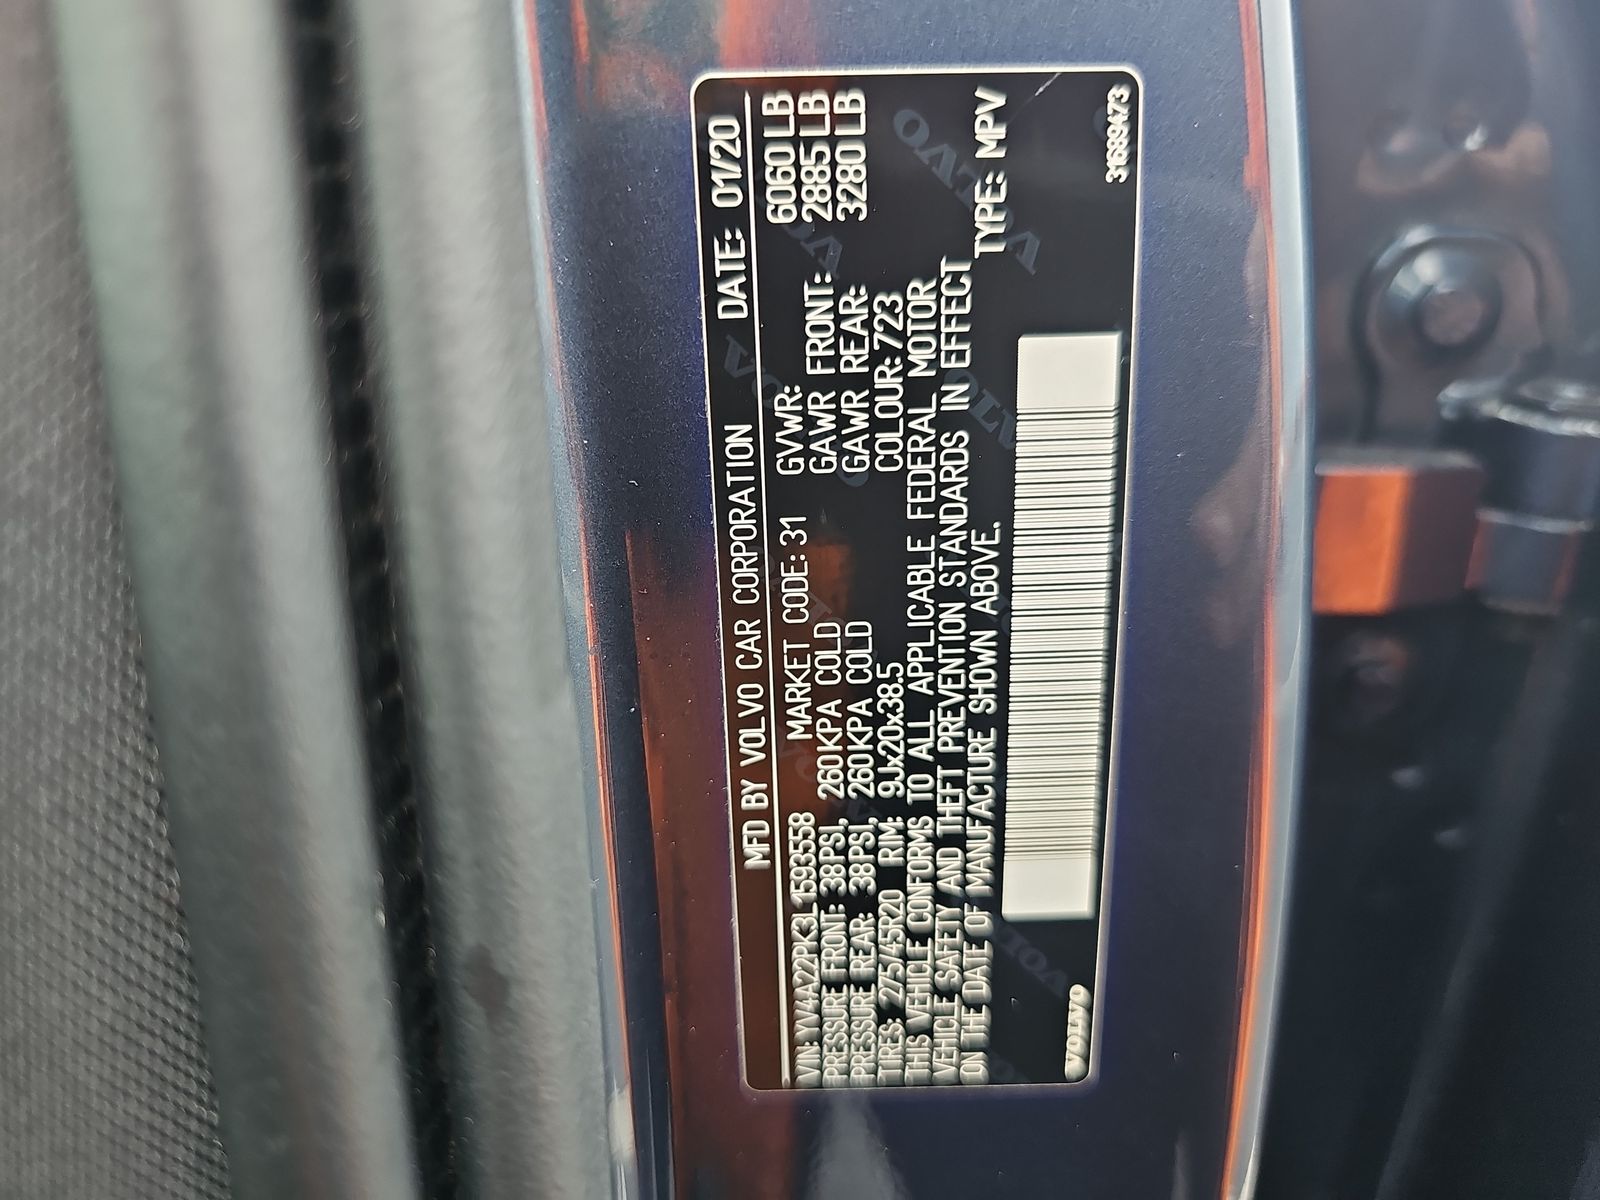 MFD BY VOLVO CAR CORPORATION DATE: 01/20
VIN: YV4A22PK3L1593558 MARKET CODE: 31 GVWR: 6060 LB
PRESSURE FRONT: 38PSI, 260KPA COLD GAWR FRONT: 2885 LB
PRESSURE REAR: 38PSI, 260KPA COLD GAWR REAR: 3280 LB
TIRES: 275/45R20 RIM: 9Jx20x38.5 COLOUR: 723
THIS VEHICLE CONFORMS TO ALL APPLICABLE FEDERAL MOTOR
VEHICLE SAFETY AND THEFT PREVENTION STANDARDS IN EFFECT
ON THE DATE OF MANUFACTURE SHOWN ABOVE. TYPE: MPV
VOLVO 31689473